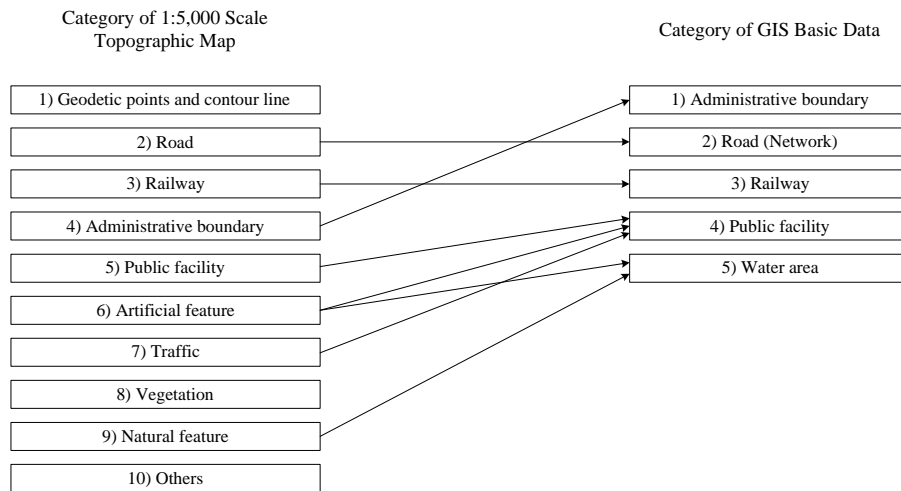 Category of 1:5,000 Scale
Topographic Map
1) Geodetic points and contour line
2) Road
3) Railway
4) Administrative boundary
5) Public facility
6) Artificial feature
7) Traffic
8) Vegetation
9) Natural feature
10) Others
Category of GIS Basic Data
1) Administrative boundary
2) Road (Network)
3) Railway
4) Public facility
5) Water area